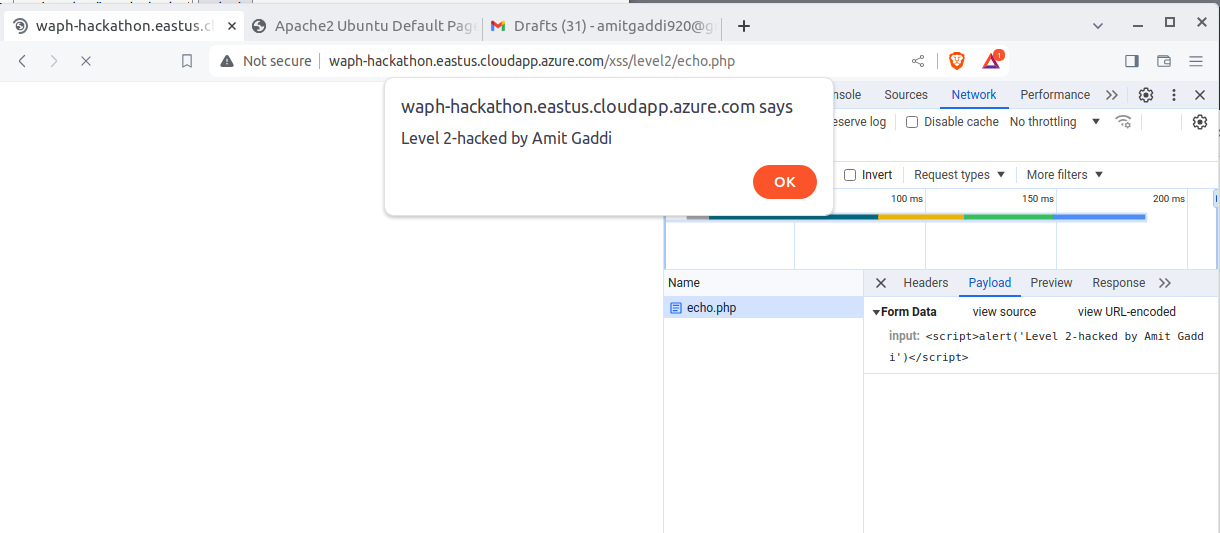 waph-hackathon.eastus.c
Apache2 Ubuntu Default Page
Drafts (31) - amitgaddi920@g
Not secure
waph-hackathon.eastus.cloudapp.azure.com/xss/level2/echo.php
1
waph-hackathon.eastus.cloudapp.azure.com says
Level 2-hacked by Amit Gaddi
OK
nsole Sources Network Performance
eserve log Disable cache No throttling
Invert Request types More filters
100 ms 150 ms 200 ms
Name
Headers Payload Preview Response
echo.php
Form Data view source view URL-encoded
input: <script>alert('Level 2-hacked by Amit Gadd
i')</script>